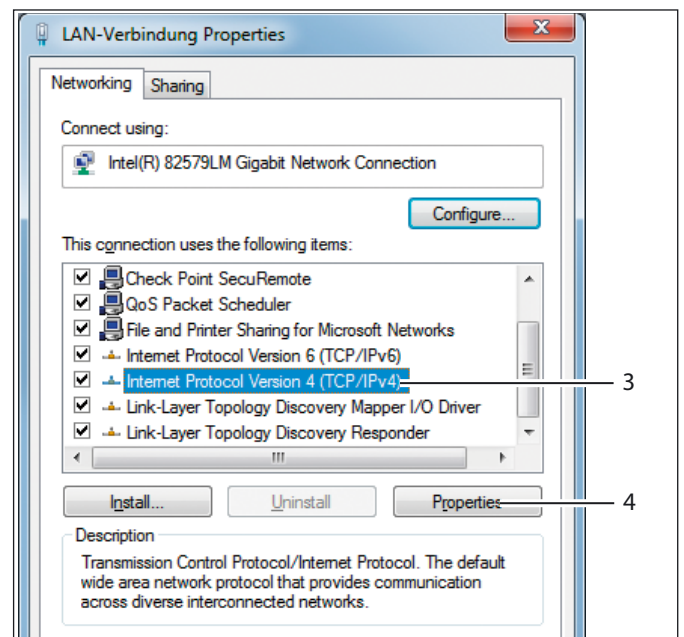 LAN-Verbindung Properties
X
Networking
Sharing
Connect using:
Intel(R) 82579LM Gigabit Network Connection
Configure...
This connection uses the following items:
Check Point SecuRemote
QoS Packet Scheduler
File and Printer Sharing for Microsoft Networks
Internet Protocol Version 6 (TCP/IPv6)
Internet Protocol Version 4 (TCP/IPv4)
3
Link-Layer Topology Discovery Mapper I/O Driver
Link-Layer Topology Discovery Responder
Install...
Uninstall
Properties
4
Description
Transmission Control Protocol/Internet Protocol. The default
wide area network protocol that provides communication
across diverse interconnected networks.